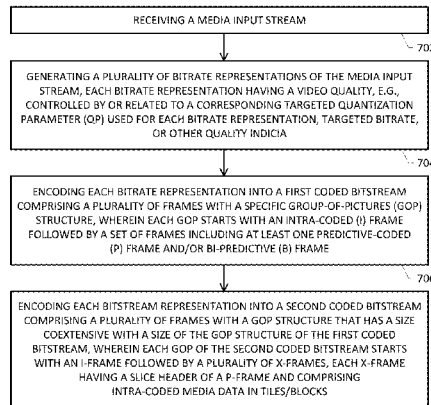 RECEIVING A MEDIA INPUT STREAM
702
GENERATING A PLURALITY OF BITRATE REPRESENTATIONS OF THE MEDIA INPUT
STREAM, EACH BITRATE REPRESENTATION HAVING A VIDEO QUALITY, E.G.,
CONTROLLED BY OR RELATED TO A CORRESPONDING TARGETED QUANTIZATION
PARAMETER (QP) USED FOR EACH BITRATE REPRESENTATION, TARGETED BITRATE,
OR OTHER QUALITY INDICIA
704
ENCODING EACH BITRATE REPRESENTATION INTO A FIRST CODED BITSTREAM
COMPRISING A PLURALITY OF FRAMES WITH A SPECIFIC GROUP-OF-PICTURES (GOP)
STRUCTURE, WHEREIN EACH GOP STARTS WITH AN INTRA-CODED (I) FRAME
FOLLOWED BY A SET OF FRAMES INCLUDING AT LEAST ONE PREDICTIVE-CODED
(P) FRAME AND/OR BI-PREDICTIVE (B) FRAME
706
ENCODING EACH BITSTREAM REPRESENTATION INTO A SECOND CODED BITSTREAM
COMPRISING A PLURALITY OF FRAMES WITH A GOP STRUCTURE THAT HAS A SIZE
COEXTENSIVE WITH A SIZE OF THE GOP STRUCTURE OF THE FIRST CODED
BITSTREAM, WHEREIN EACH GOP OF THE SECOND CODED BITSTREAM STARTS
WITH AN I-FRAME FOLLOWED BY A PLURALITY OF X-FRAMES, EACH X-FRAME
HAVING A SLICE HEADER OF A P-FRAME AND COMPRISING
INTRA-CODED MEDIA DATA IN TILES/BLOCKS